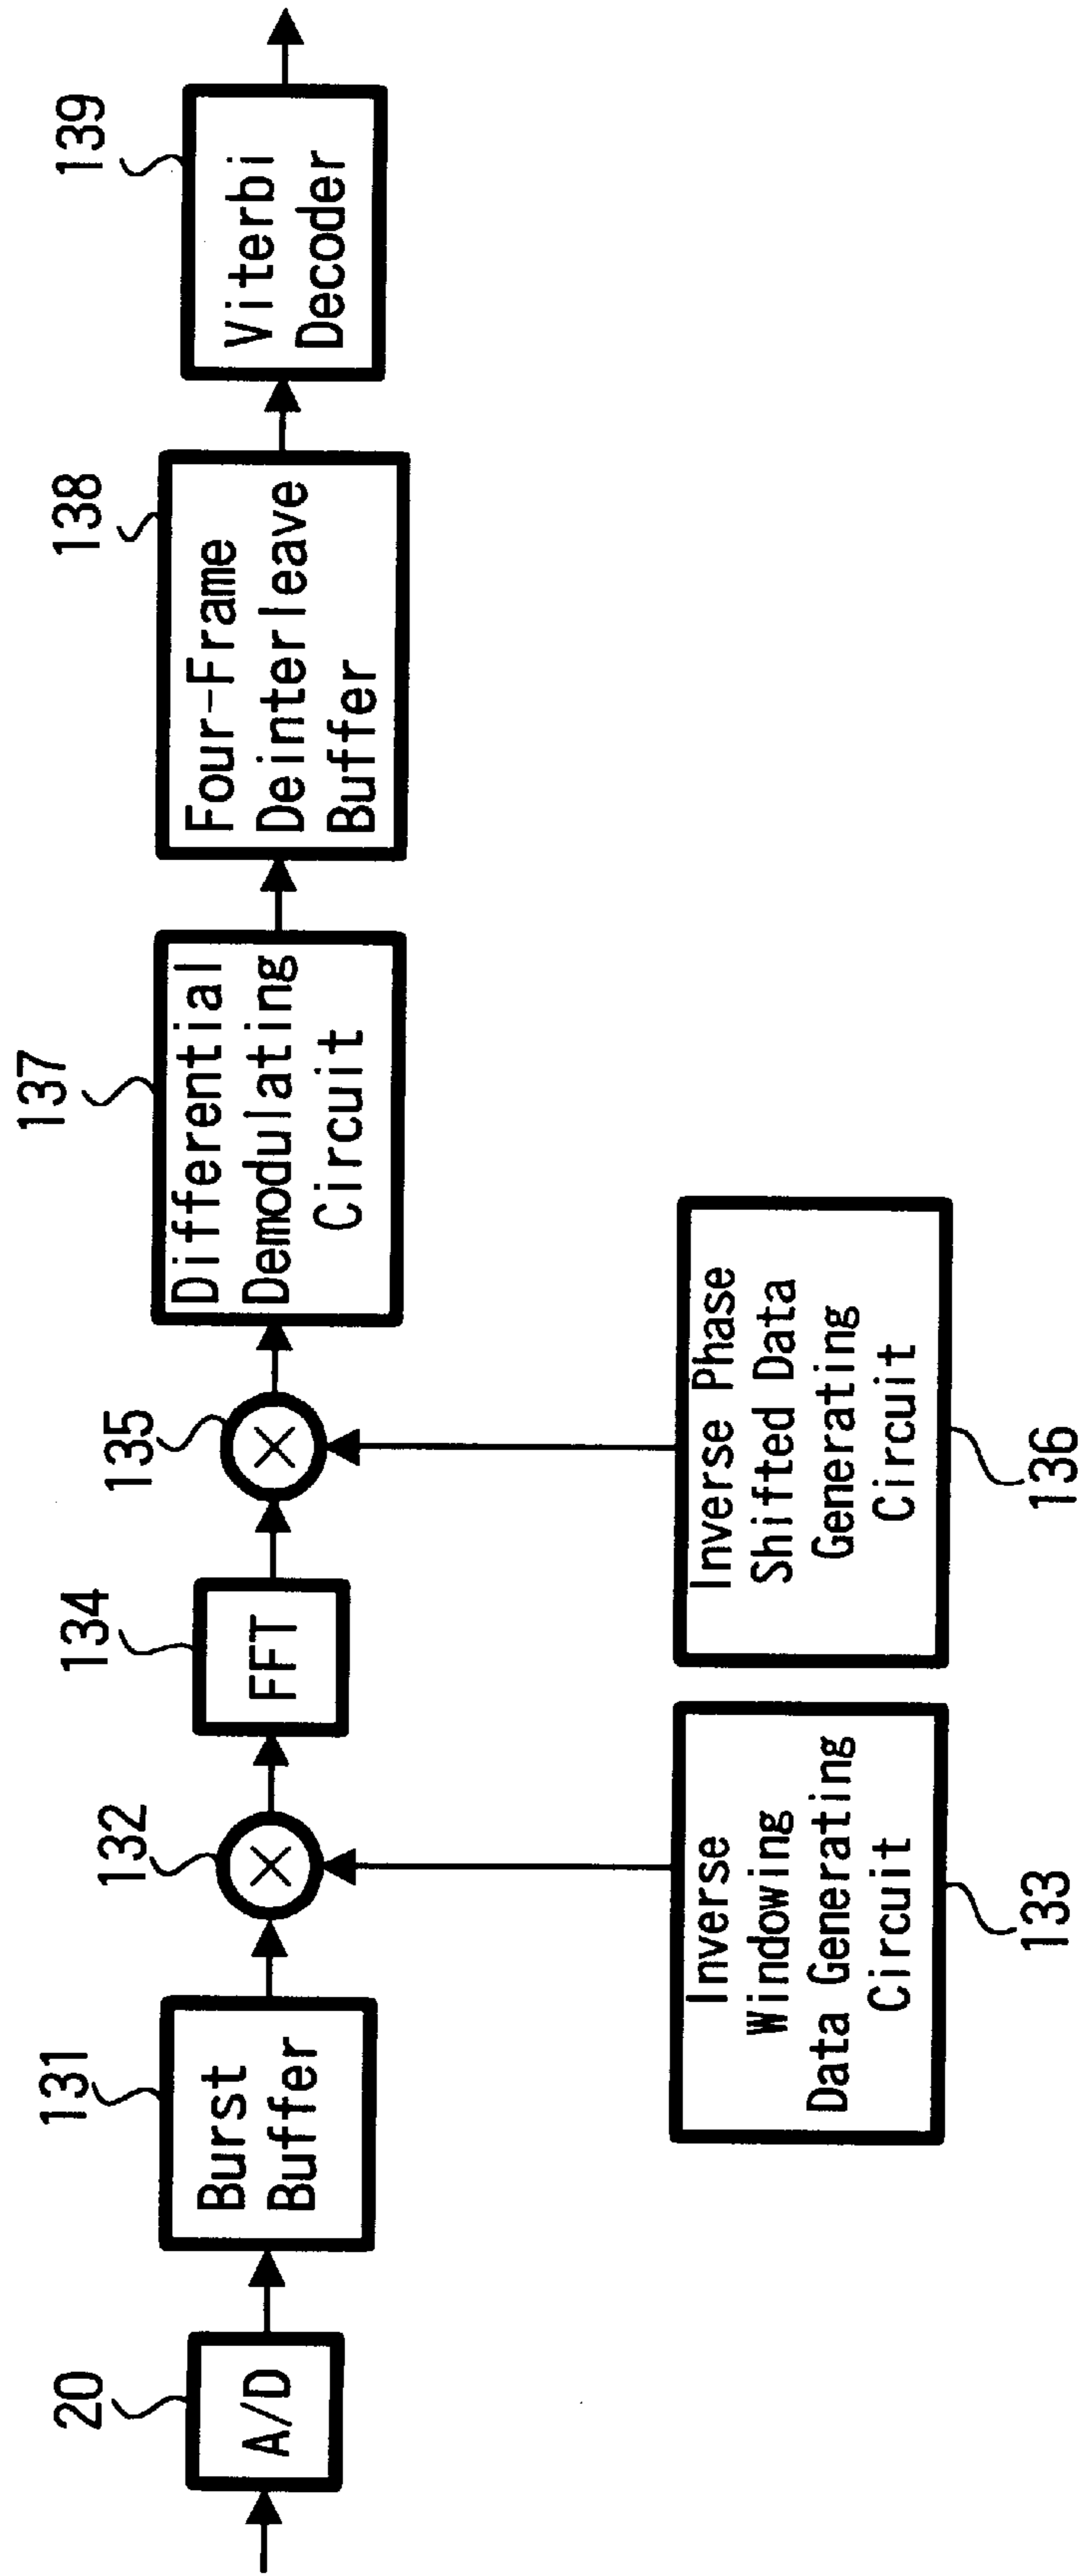 20
A/D
131
Burst
Buffer
132
134
FFT
135
137
Differential
Demodulating
Circuit
138
Four-Frame
Deinterleave
Buffer
139
Viterbi
Decoder
Inverse
Windowing
Data Generating
Circuit
133
Inverse Phase
Shifted Data
Generating
Circuit
136